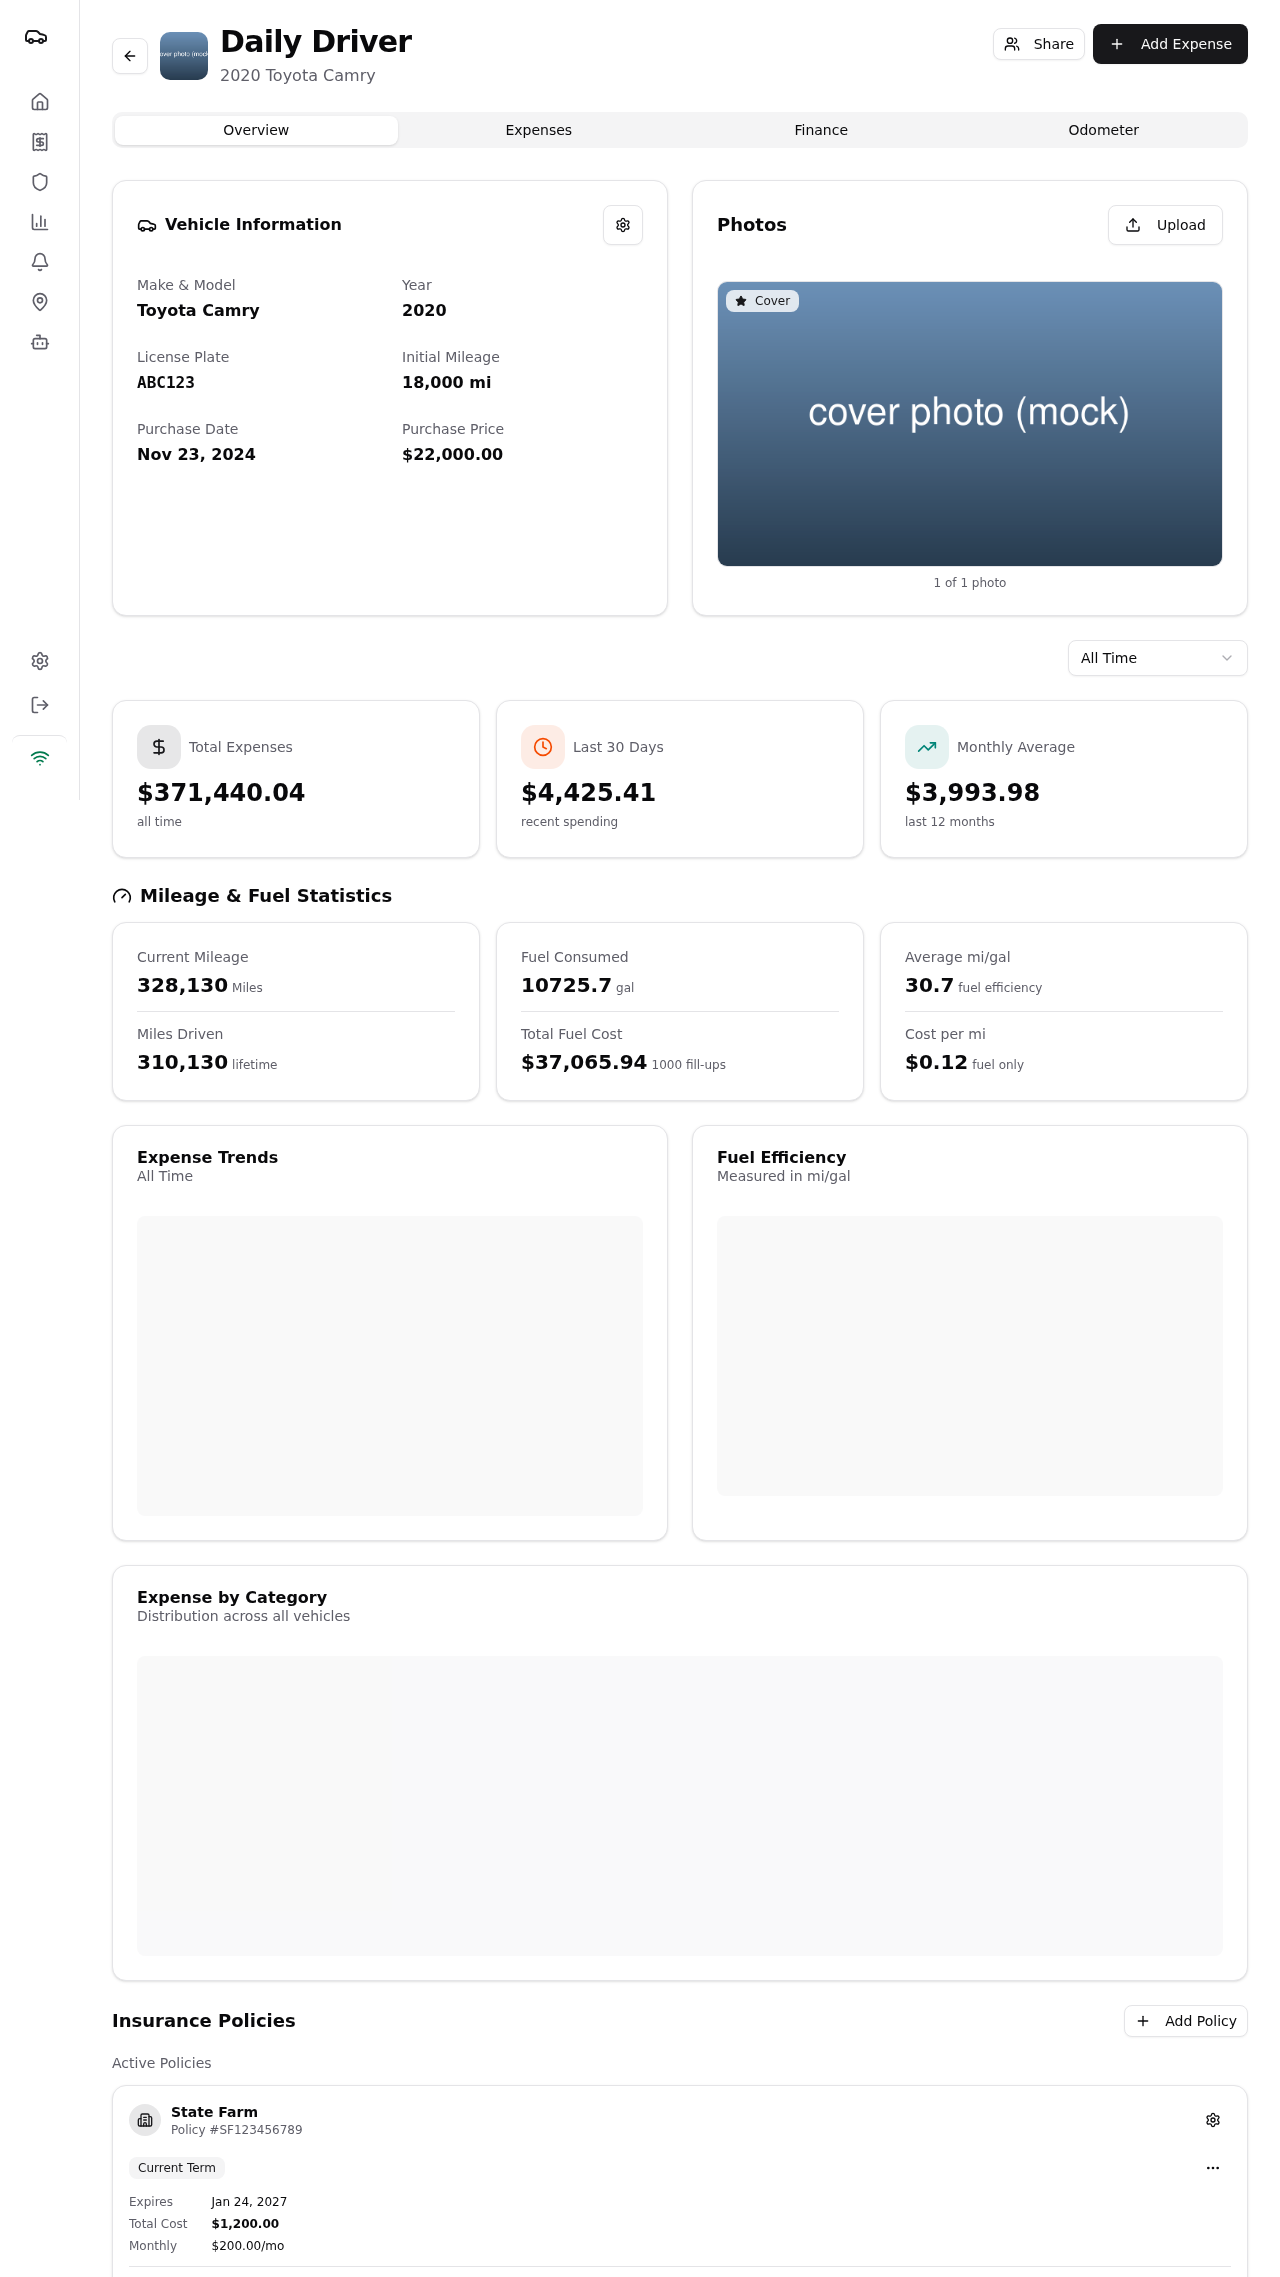 Daily Driver
2020 Toyota Camry
Share
Add Expense
Overview
Expenses
Finance
Odometer
Vehicle Information
Make & Model
Toyota Camry
Year
2020
License Plate
ABC123
Initial Mileage
18,000 mi
Purchase Date
Nov 23, 2024
Purchase Price
$22,000.00
Photos
Upload
Cover
cover photo (mock)
1 of 1 photo
All Time
Total Expenses
$371,440.04
all time
Last 30 Days
$4,425.41
recent spending
Monthly Average
$3,993.98
last 12 months
Mileage & Fuel Statistics
Current Mileage
328,130 Miles
Miles Driven
310,130 lifetime
Fuel Consumed
10725.7 gal
Total Fuel Cost
$37,065.94 1000 fill-ups
Average mi/gal
30.7 fuel efficiency
Cost per mi
$0.12 fuel only
Expense Trends
All Time
Fuel Efficiency
Measured in mi/gal
Expense by Category
Distribution across all vehicles
Insurance Policies
Add Policy
Active Policies
State Farm
Policy #SF123456789
Current Term
Expires Jan 24, 2027
Total Cost $1,200.00
Monthly $200.00/mo